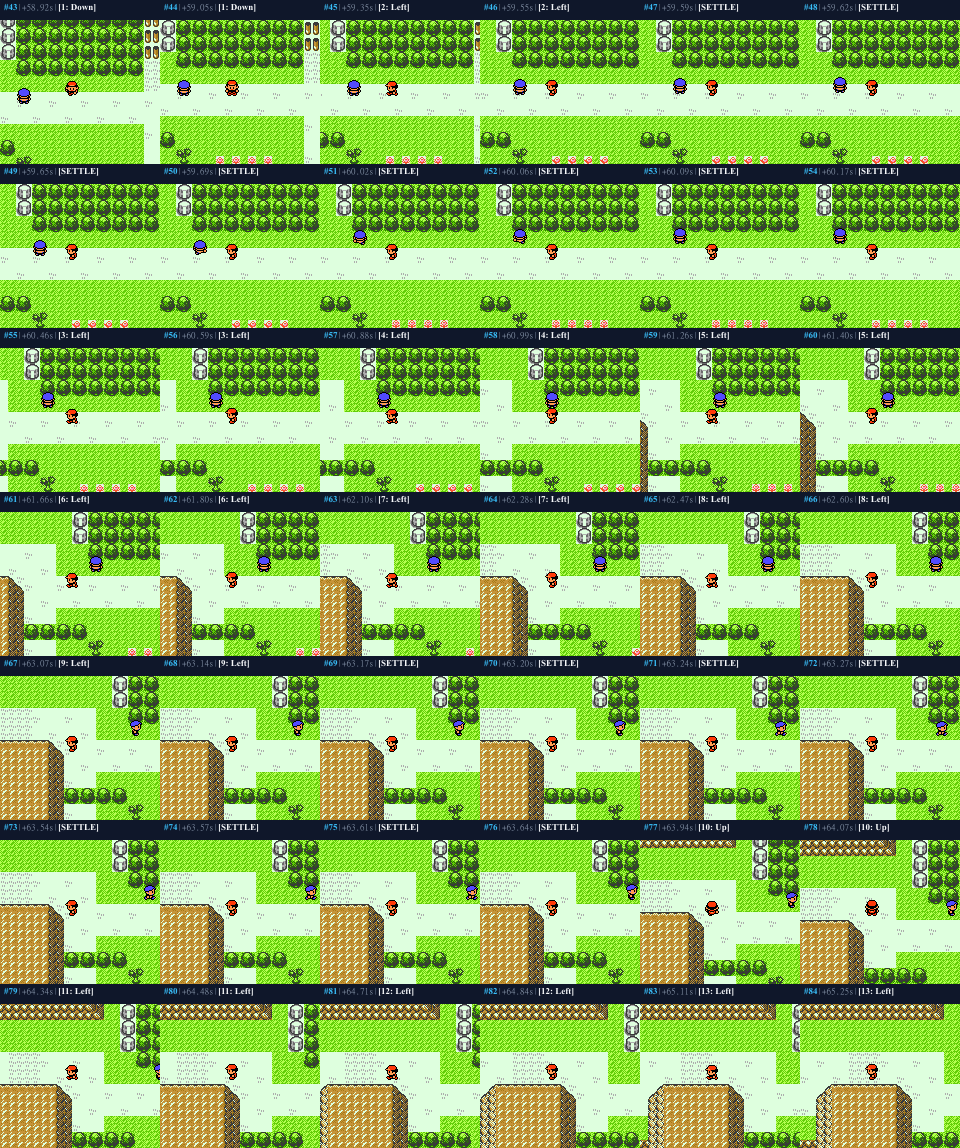 #43|+58.92s| [1: Down] #44|+59.05s| [1: Down] #45|+59.35s| [2: Left] #46|+59.55s| [2: Left] #47|+59.59s| [SETTLE] #48|+59.62s| [SETTLE]
#49|+59.65s| [SETTLE] #50|+59.69s| [SETTLE] #51|+60.02s| [SETTLE] #52|+60.06s| [SETTLE] #53|+60.09s| [SETTLE] #54|+60.17s| [SETTLE]
#55|+60.46s| [3: Left] #56|+60.59s| [3: Left] #57|+60.88s| [4: Left] #58|+60.99s| [4: Left] #59|+61.26s| [5: Left] #60|+61.40s| [5: Left]
#61|+61.66s| [6: Left] #62|+61.80s| [6: Left] #63|+62.10s| [7: Left] #64|+62.28s| [7: Left] #65|+62.47s| [8: Left] #66|+62.60s| [8: Left]
#67|+63.07s| [9: Left] #68|+63.14s| [9: Left] #69|+63.17s| [SETTLE] #70|+63.20s| [SETTLE] #71|+63.24s| [SETTLE] #72|+63.27s| [SETTLE]
#73|+63.54s| [SETTLE] #74|+63.57s| [SETTLE] #75|+63.61s| [SETTLE] #76|+63.64s| [SETTLE] #77|+63.94s| [10: Up] #78|+64.07s| [10: Up]
#79|+64.34s| [11: Left] #80|+64.48s| [11: Left] #81|+64.71s| [12: Left] #82|+64.84s| [12: Left] #83|+65.11s| [13: Left] #84|+65.25s| [13: Left]